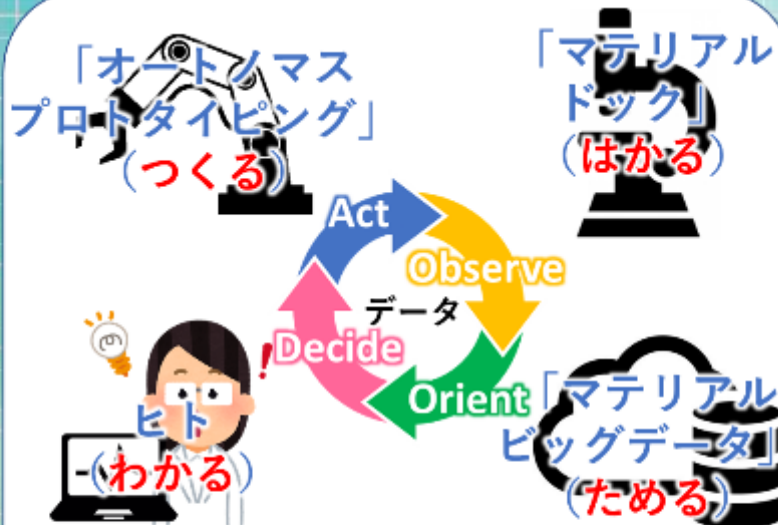 「オートノマス
プロトタイピング」
（つくる）
「マテリアル
ドック」
（はかる）
Act
Observe
データ
Decide
Orient
ヒト
（わかる）
「マテリアル
ビッグデータ」
（ためる）